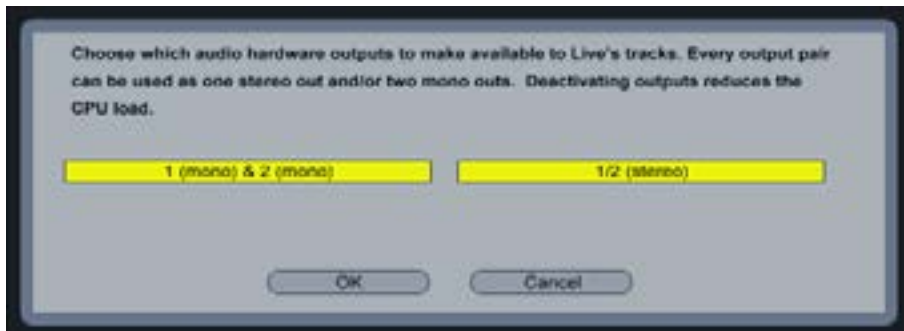 Choose which audio hardware outputs to make available to Live's tracks. Every output pair
can be used as one stereo out and/or two mono outs. Deactivating outputs reduces the
CPU load.
1 (mono) & 2 (mono)
1/2 (stereo)
OK
Cancel